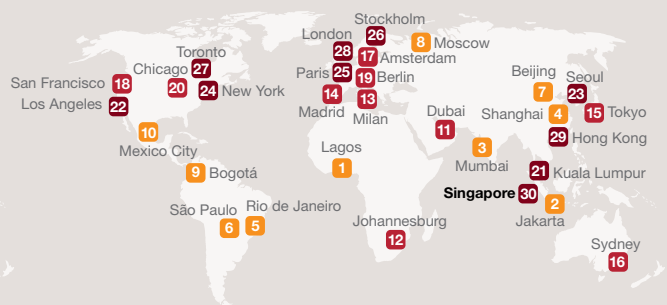 Stockholm
26
London
28
8 Moscow
17 Amsterdam
Toronto
27
Chicago
20
San Francisco 18
Los Angeles 22
24 New York
Paris 25
19 Berlin
14
Madrid
13
Milan
Beijing
7
Seoul
23
Shanghai 4
15 Tokyo
Dubai
11
29 Hong Kong
10
Mexico City
3
Mumbai
Lagos
1
9 Bogotá
21 Kuala Lumpur
Singapore 30
2
Jakarta
São Paulo
6
Rio de Janeiro
5
Johannesburg
12
Sydney
16